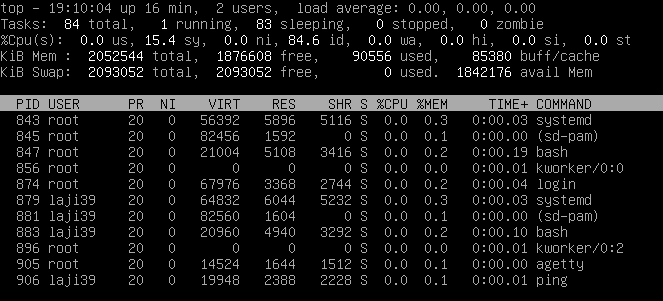 top - 19:10:04 up 16 min,  2 users,  load average: 0.00, 0.00, 0.00
Tasks:  84 total,   1 running,  83 sleeping,   0 stopped,   0 zombie
%Cpu(s):  0.0 us, 15.4 sy,  0.0 ni, 84.6 id,  0.0 wa,  0.0 hi,  0.0 si,  0.0 st
KiB Mem :  2052544 total,  1876608 free,    90556 used,    85380 buff/cache
KiB Swap:  2093052 total,  2093052 free,        0 used.  1842176 avail Mem
PID USER      PR  NI    VIRT    RES    SHR S %CPU %MEM     TIME+ COMMAND
843 root      20   0   56392   5896   5116 S  0.0  0.3   0:00.03 systemd
845 root      20   0   82456   1592      0 S  0.0  0.1   0:00.00 (sd-pam)
847 root      20   0   21004   5108   3416 S  0.0  0.2   0:00.19 bash
856 root      20   0       0      0      0 S  0.0  0.0   0:00.01 kworker/0:0
874 root      20   0   67976   3368   2744 S  0.0  0.2   0:00.04 login
879 laji39    20   0   64832   6044   5232 S  0.0  0.3   0:00.03 systemd
881 laji39    20   0   82560   1604      0 S  0.0  0.1   0:00.00 (sd-pam)
883 laji39    20   0   20960   4940   3292 S  0.0  0.2   0:00.10 bash
896 root      20   0       0      0      0 S  0.0  0.0   0:00.01 kworker/0:2
905 root      20   0   14524   1644   1512 S  0.0  0.1   0:00.00 agetty
906 laji39    20   0   19948   2388   2228 S  0.0  0.1   0:00.01 ping